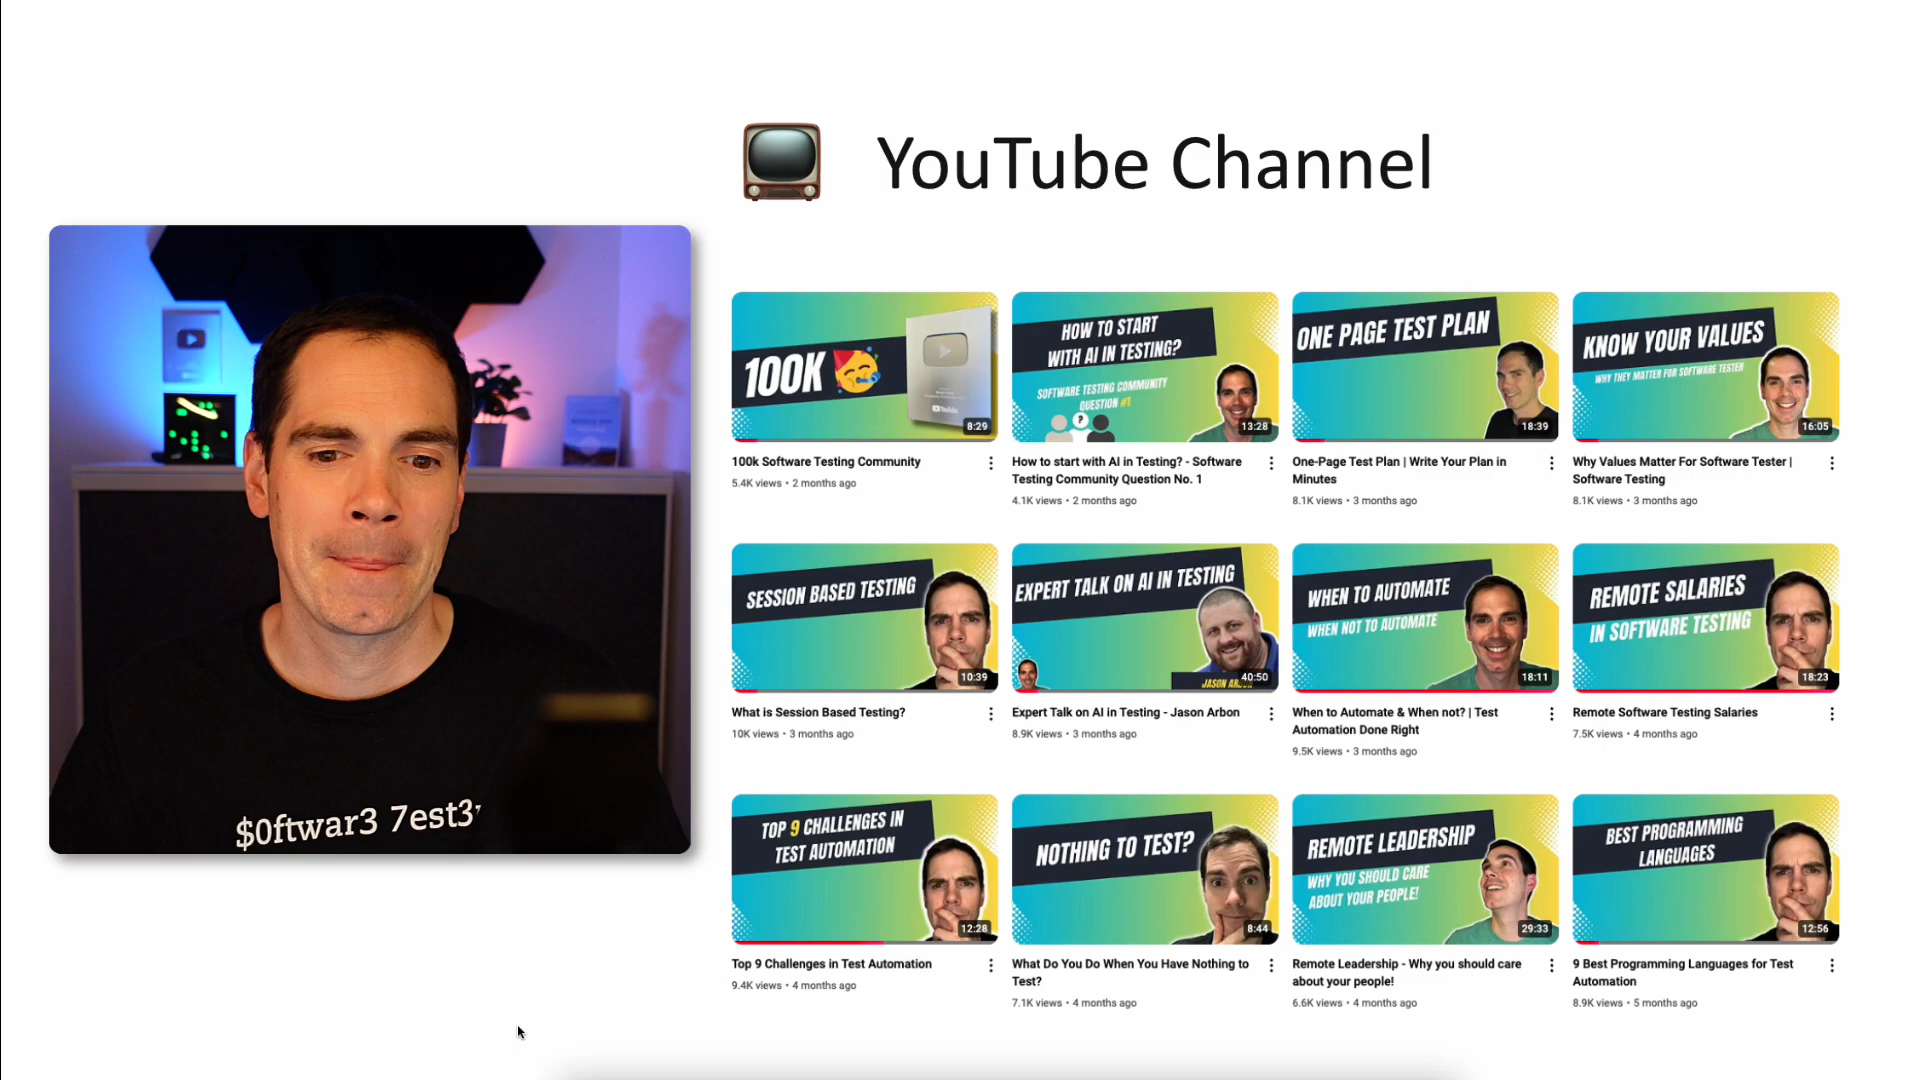 YouTube Channel
$0ftwar3 7est3
100K
8:29
100k Software Testing Community
5.4K views • 2 months ago
HOW TO START
WITH AI IN TESTING?
SOFTWARE TESTING COMMUNITY
QUESTION #1
?
13:28
How to start with AI in Testing? - Software
Testing Community Question No. 1
4.1K views • 2 months ago
ONE PAGE TEST PLAN
18:39
One-Page Test Plan | Write Your Plan in
Minutes
8.1K views • 3 months ago
KNOW YOUR VALUES
WHY THEY MATTER FOR SOFTWARE TESTER
16:05
Why Values Matter For Software Tester |
Software Testing
8.1K views • 3 months ago
SESSION BASED TESTING
10:39
What is Session Based Testing?
10K views • 3 months ago
EXPERT TALK ON AI IN TESTING
JASON
40:50
Expert Talk on AI in Testing - Jason Arbon
8.9K views • 3 months ago
WHEN TO AUTOMATE
WHEN NOT TO AUTOMATE
18:11
When to Automate & When not? | Test
Automation Done Right
9.5K views • 3 months ago
REMOTE SALARIES
IN SOFTWARE TESTING
18:23
Remote Software Testing Salaries
7.5K views • 4 months ago
TOP 9 CHALLENGES IN
TEST AUTOMATION
12:28
Top 9 Challenges in Test Automation
9.4K views • 4 months ago
NOTHING TO TEST?
8:44
What Do You Do When You Have Nothing to
Test?
7.1K views • 4 months ago
REMOTE LEADERSHIP
WHY YOU SHOULD CARE
ABOUT YOUR PEOPLE!
29:33
Remote Leadership - Why you should care
about your people!
6.6K views • 4 months ago
BEST PROGRAMMING
LANGUAGES
12:56
9 Best Programming Languages for Test
Automation
8.9K views • 5 months ago